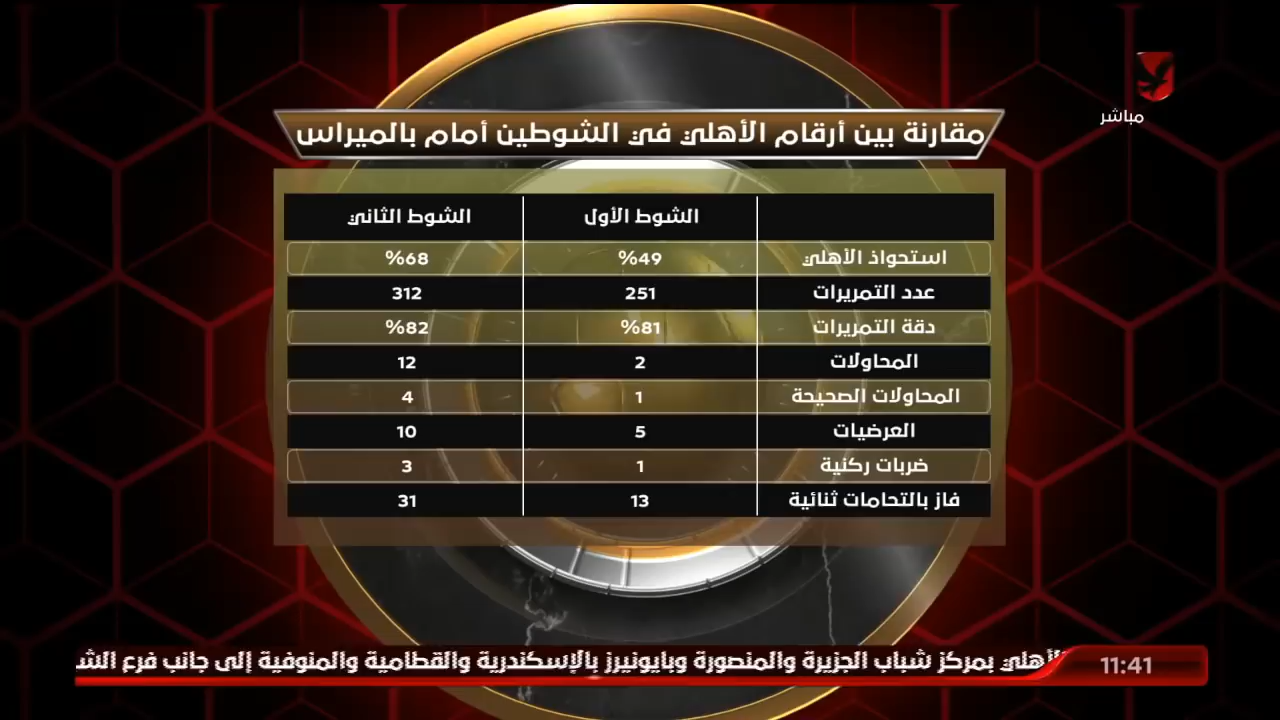 مباشر
مقارنة بين أرقام الأهلي في الشوطين أمام بالميراس
الشوط الأول الشوط الثاني
استحواذ الأهلي %49 %68
عدد التمريرات 251 312
دقة التمريرات %81 %82
المحاولات 2 12
المحاولات الصحيحة 1 4
العرضيات 5 10
ضربات ركنية 1 3
فاز بالتحامات ثنائية 13 31
11:41
الأهلي بمركز شباب الجزيرة والمنصورة وبايونيرز بالإسكندرية والقطامية والمنوفية إلى جانب فرع